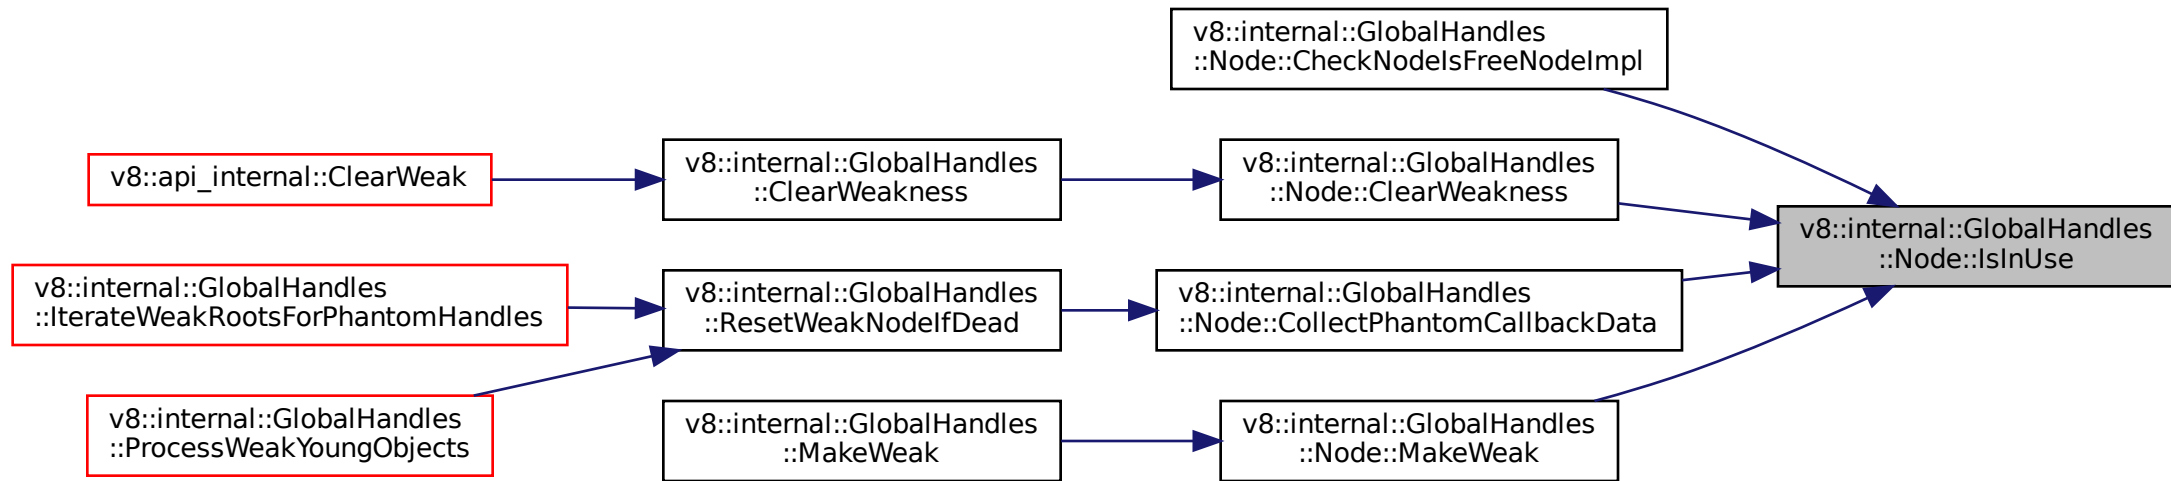 v8::internal::GlobalHandles
::Node::CheckNodeIsFreeNodeImpl
v8::api_internal::ClearWeak
v8::internal::GlobalHandles
::ClearWeakness
v8::internal::GlobalHandles
::Node::ClearWeakness
v8::internal::GlobalHandles
::Node::IsInUse
v8::internal::GlobalHandles
::IterateWeakRootsForPhantomHandles
v8::internal::GlobalHandles
::ResetWeakNodeIfDead
v8::internal::GlobalHandles
::Node::CollectPhantomCallbackData
v8::internal::GlobalHandles
::ProcessWeakYoungObjects
v8::internal::GlobalHandles
::MakeWeak
v8::internal::GlobalHandles
::Node::MakeWeak